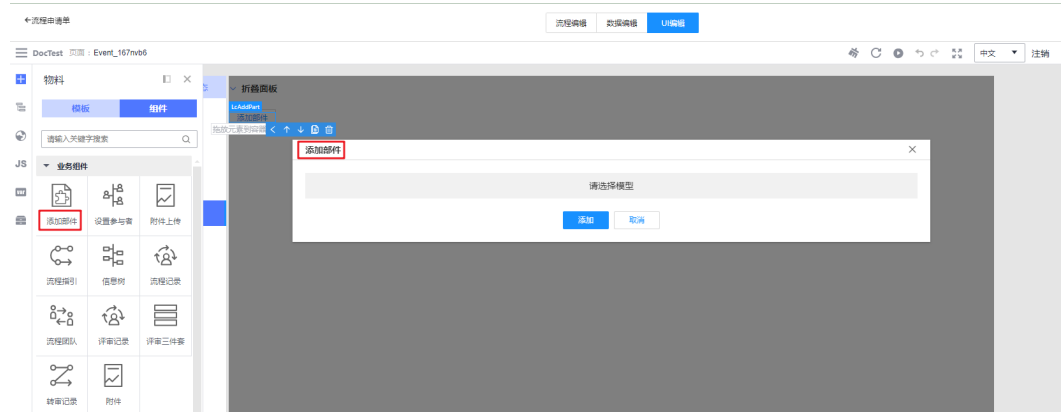 ←流程申请单
流程编辑 数据编辑 UI编辑
DocTest 页面：Event_167nvb6
中文 ▼ 注销
物料
模板 组件
请输入关键字搜索
JS
业务组件
添加部件 设置参与者 附件上传
流程指引 信息树 流程记录
流程团队 评审记录 评审三件套
转审记录 附件
折叠面板
LcAddPart
添加部件
拖放元素到容器
添加部件
请选择模型
添加 取消